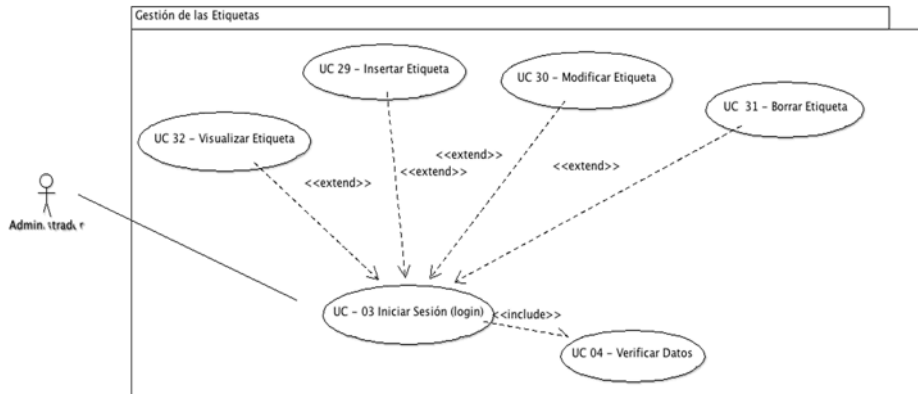 Gestión de las Etiquetas
UC 29 – Insertar Etiqueta
UC 30 – Modificar Etiqueta
UC 31 – Borrar Etiqueta
UC 32 – Visualizar Etiqueta
<<extend>>
<<extend>>
<<extend>>
<<extend>>
UC – 03 Iniciar Sesión (login)
<<include>>
UC 04 – Verificar Datos